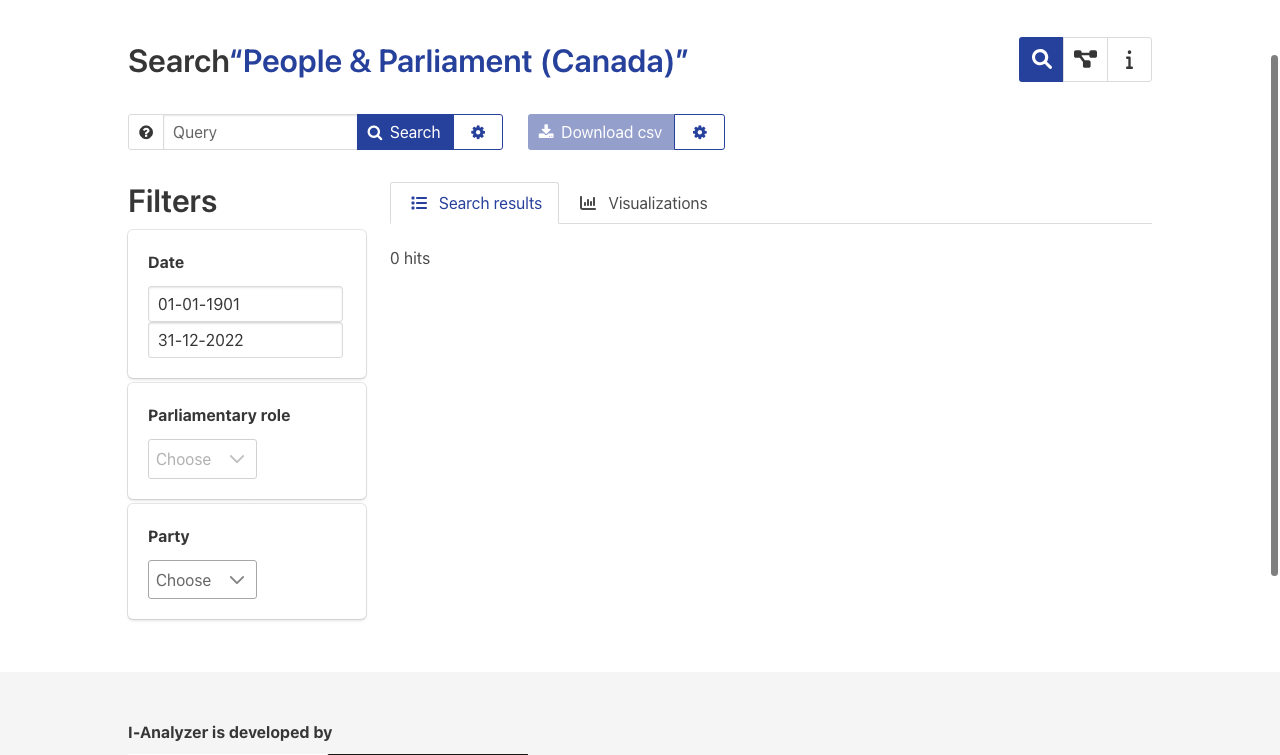 Search“People & Parliament (Canada)”
Query
Search
Download csv
Filters
Search results
Visualizations
Date
0 hits
01-01-1901
31-12-2022
Parliamentary role
Choose
Party
Choose
I-Analyzer is developed by